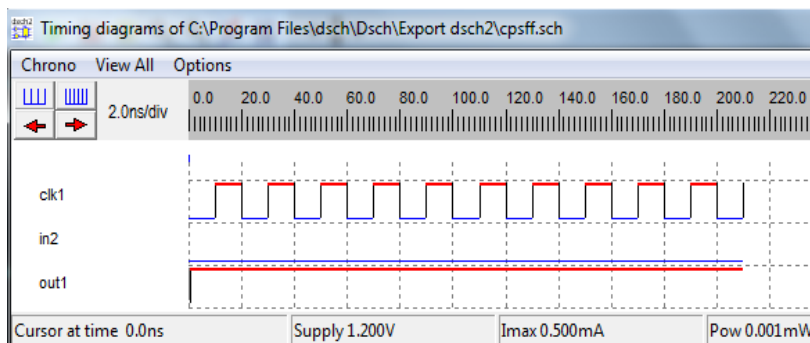 Timing diagrams of C:\Program Files\dsch\Dsch\Export dsch2\cpsff.sch
Chrono View All Options
2.0ns/div
0.0 20.0 40.0 60.0 80.0 100.0 120.0 140.0 160.0 180.0 200.0 220.0
clk1
in2
out1
Cursor at time 0.0ns Supply 1.200V Imax 0.500mA Pow 0.001mW